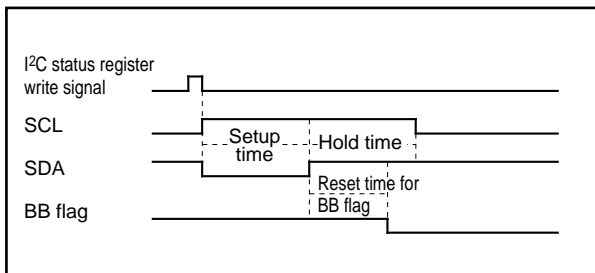 I²C status register
write signal
SCL
Setup
time
Hold time
SDA
Reset time for
BB flag
BB flag